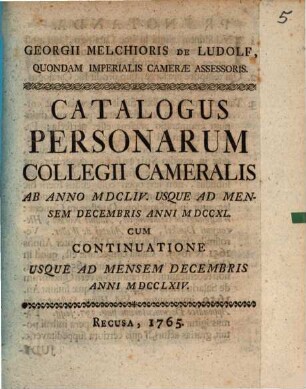 5
GEORGII MELCHIORIS DE LUDOLF,
QUONDAM IMPERIALIS CAMERÆ ASSESSORIS.
CATALOGUS
PERSONARUM
COLLEGII CAMERALIS
AB ANNO MDCLIV. USQUE AD MEN-
SEM DECEMBRIS ANNI MDCCXL.
CUM
CONTINUATIONE
USQUE AD MENSEM DECEMBRIS
ANNI MDCCLXIV.
RECUSA, 1765.